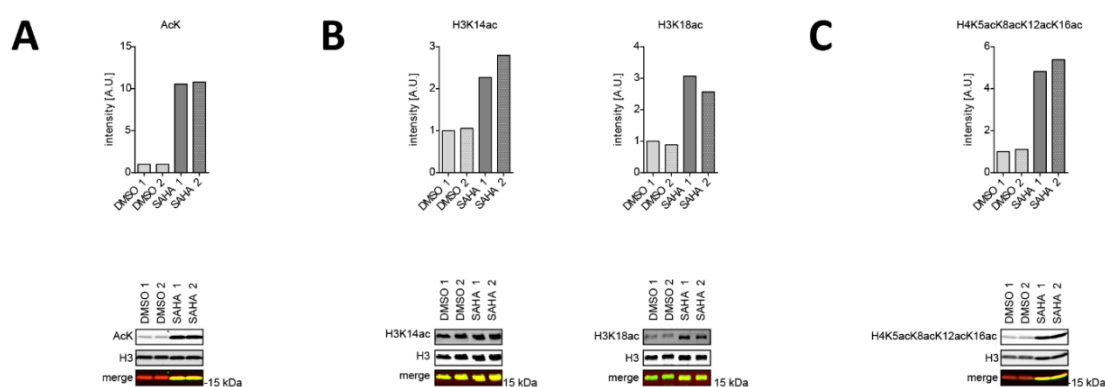 A
AcK
intensity [A.U.]
15
10
5
0
DMSO 1
DMSO 2
SAHA 1
SAHA 2
DMSO 1
DMSO 2
SAHA 1
SAHA 2
AcK
H3
merge
-15 kDa
B
H3K14ac
intensity [A.U.]
3
2
1
0
DMSO 1
DMSO 2
SAHA 1
SAHA 2
DMSO 1
DMSO 2
SAHA 1
SAHA 2
H3K14ac
H3
merge
15 kDa
H3K18ac
intensity [A.U.]
4
3
2
1
0
DMSO 1
DMSO 2
SAHA 1
SAHA 2
DMSO 1
DMSO 2
SAHA 1
SAHA 2
H3K18ac
H3
merge
15 kDa
C
H4K5acK8acK12acK16ac
intensity [A.U.]
6
4
2
0
DMSO 1
DMSO 2
SAHA 1
SAHA 2
DMSO 1
DMSO 2
SAHA 1
SAHA 2
H4K5acK8acK12acK16ac
H3
merge
-15 kDa